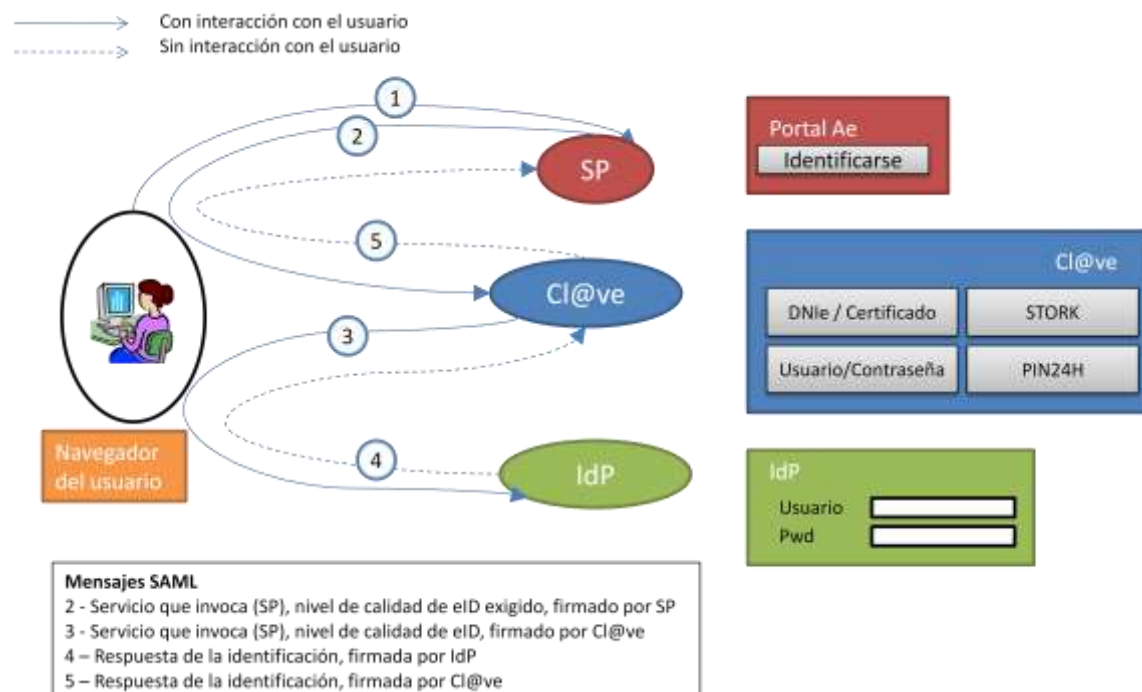 Con interacción con el usuario
Sin interacción con el usuario
1
2
SP
5
Cl@ve
3
4
IdP
Navegador
del usuario
Portal Ae
Identificarse
Cl@ve
DNIe / Certificado
STORK
Usuario/Contraseña
PIN24H
IdP
Usuario
Pwd
Mensajes SAML
2 - Servicio que invoca (SP), nivel de calidad de eID exigido, firmado por SP
3 - Servicio que invoca (SP), nivel de calidad de eID, firmado por Cl@ve
4 – Respuesta de la identificación, firmada por IdP
5 – Respuesta de la identificación, firmada por Cl@ve